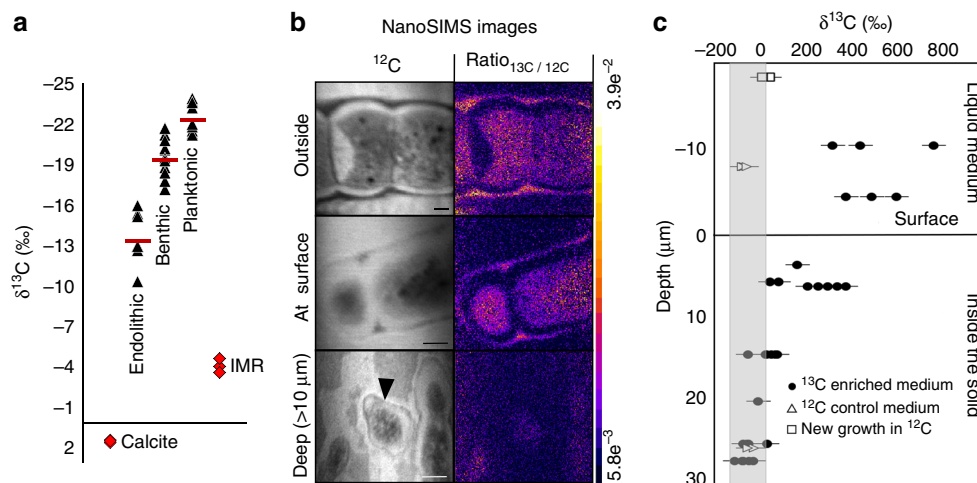 a
−25
−22
−19
−16
−13
−10
−7
−4
−1
2
δ13C (‰)
Endolithic
Benthic
Planktonic
IMR
Calcite
b
NanoSIMS images
12C
Ratio13C / 12C
Outside
At surface
Deep (>10 μm)
3.9e−2
5.8e−3
c
δ13C (‰)
−200 0 200 400 600 800
−10
0
10
20
30
Depth (μm)
Liquid medium
Surface
Inside the solid
13C enriched medium
12C control medium
New growth in 12C